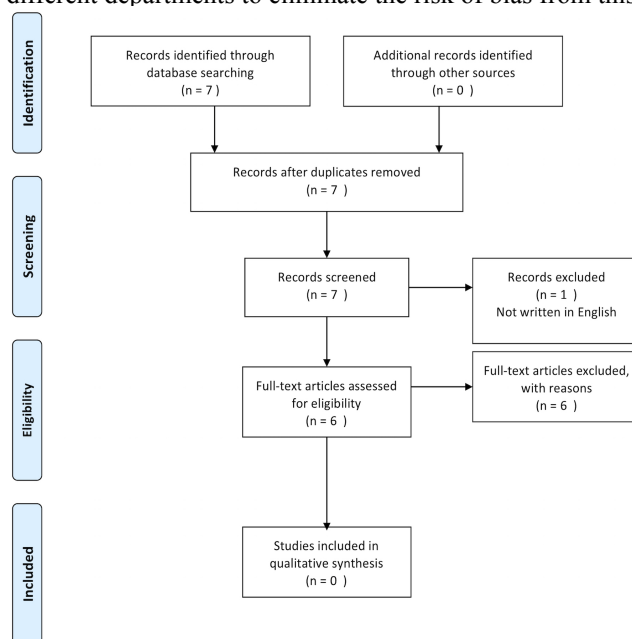 different departments to eliminate the risk of bias from this
Identification
Records identified through
database searching
(n = 7 )
Additional records identified
through other sources
(n = 0 )
Records after duplicates removed
(n = 7 )
Screening
Records screened
(n = 7 )
Records excluded
(n = 1 )
Not written in English
Eligibility
Full-text articles assessed
for eligibility
(n = 6 )
Full-text articles excluded,
with reasons
(n = 6 )
Included
Studies included in
qualitative synthesis
(n = 0 )